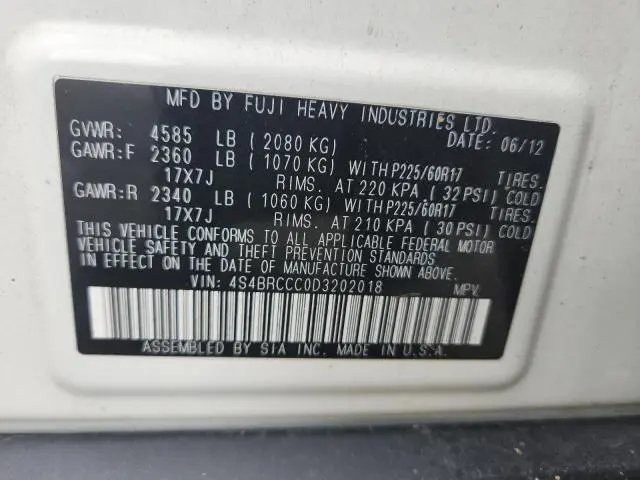 MFD BY FUJI HEAVY INDUSTRIES LTD.
GVWR: 4585 LB ( 2080 KG) DATE: 06/12
GAWR:F 2360 LB ( 1070 KG) WITH P225/60R17 TIRES.
17X7J RIMS. AT 220 KPA ( 32 PSI) COLD
GAWR:R 2340 LB ( 1060 KG) WITH P225/60R17 TIRES.
17X7J RIMS. AT 210 KPA ( 30 PSI) COLD
THIS VEHICLE CONFORMS TO ALL APPLICABLE FEDERAL MOTOR
VEHICLE SAFETY AND THEFT PREVENTION STANDARDS
IN EFFECT ON THE DATE OF MANUFACTURE SHOWN ABOVE.
VIN: 4S4BRCCC0D3202018 MPV
ASSEMBLED BY SIA INC. MADE IN U.S.A.